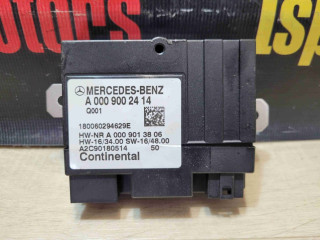 MERCEDES-BENZ
A 000 900 24 14
Q001
180060294629E
HW-NR A 000 901 38 06
HW-16/34.00 SW-16/48.00
A2C90180514 50
Continental